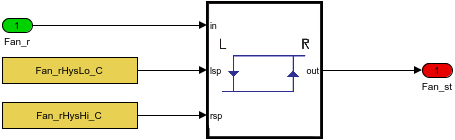 1
Fan_r
Fan_rHysLo_C
Fan_rHysHi_C
in
lsp
rsp
L
R
out
1
Fan_st